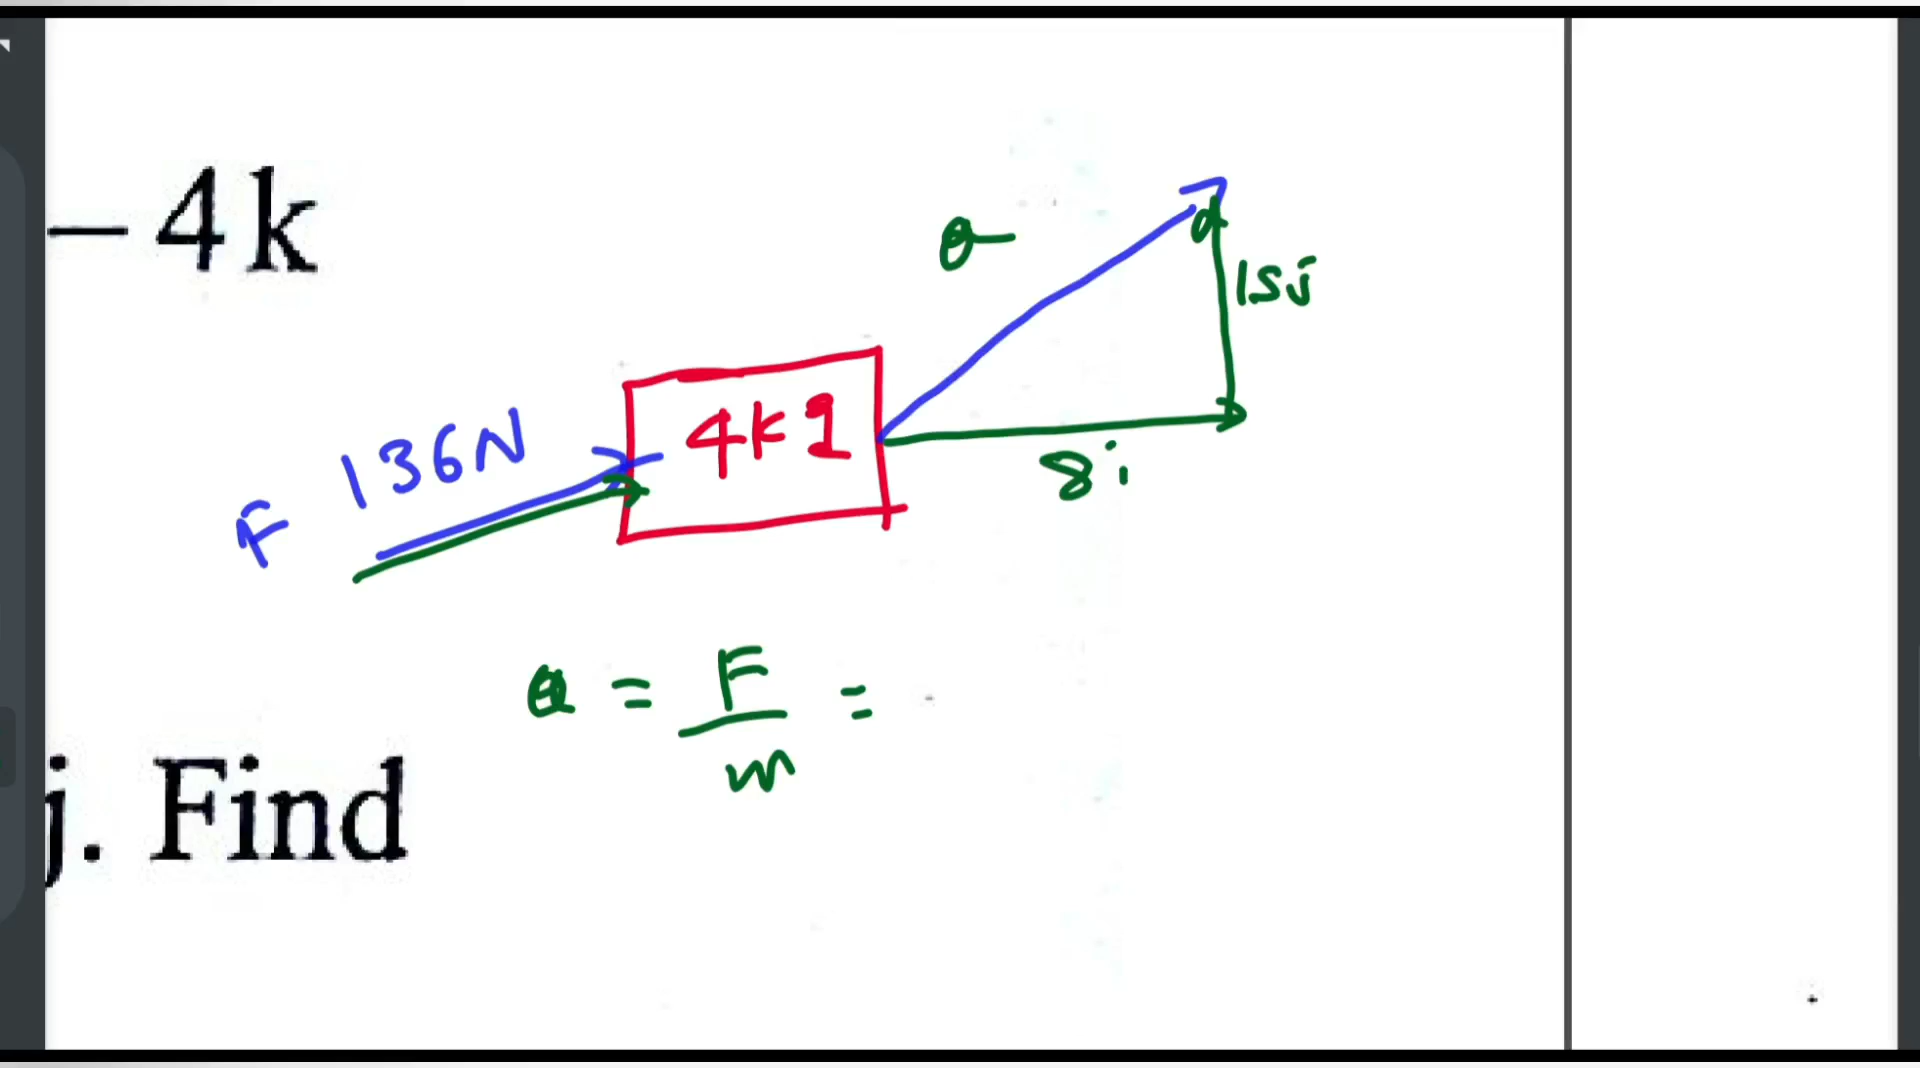 – 4 k
a
15j
4kg
8i
F 136N
a = F/m =
j. Find